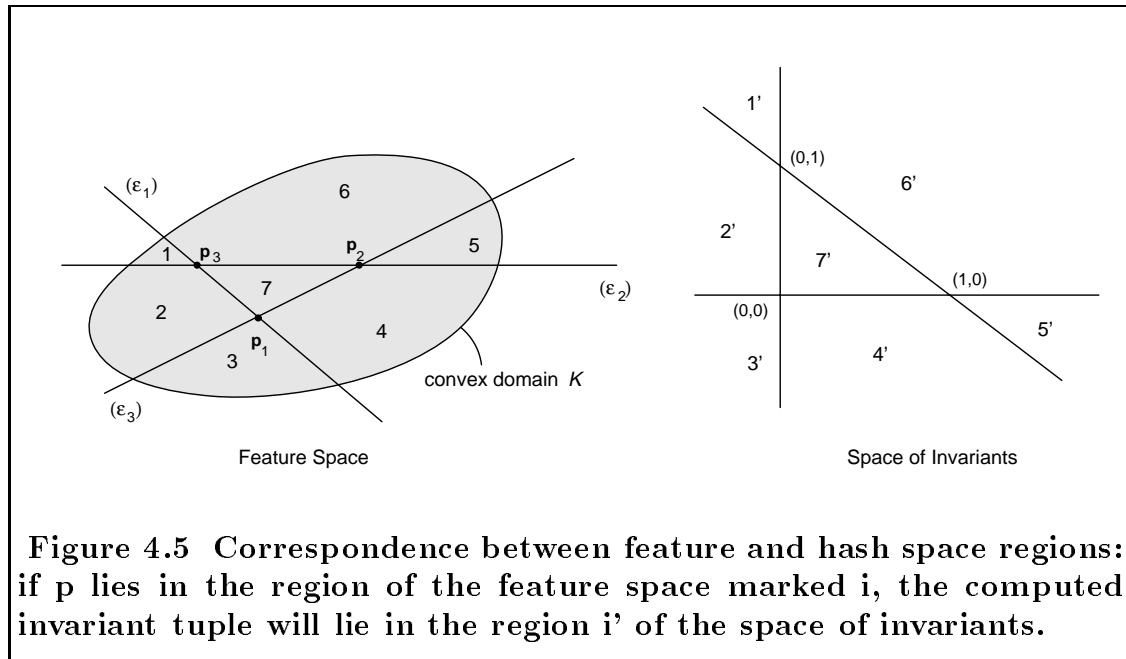 1’
(0,1)
(ε1)
6
6’
1
p3
p2
5
2’
7’
7
(ε2)
(1,0)
2
4
(0,0)
p1
3
5’
3’
4’
convex domain K
(ε3)
Feature Space
Space of Invariants
Figure 4.5 Correspondence between feature and hash space regions:
if p lies in the region of the feature space marked i, the computed
invariant tuple will lie in the region i’ of the space of invariants.